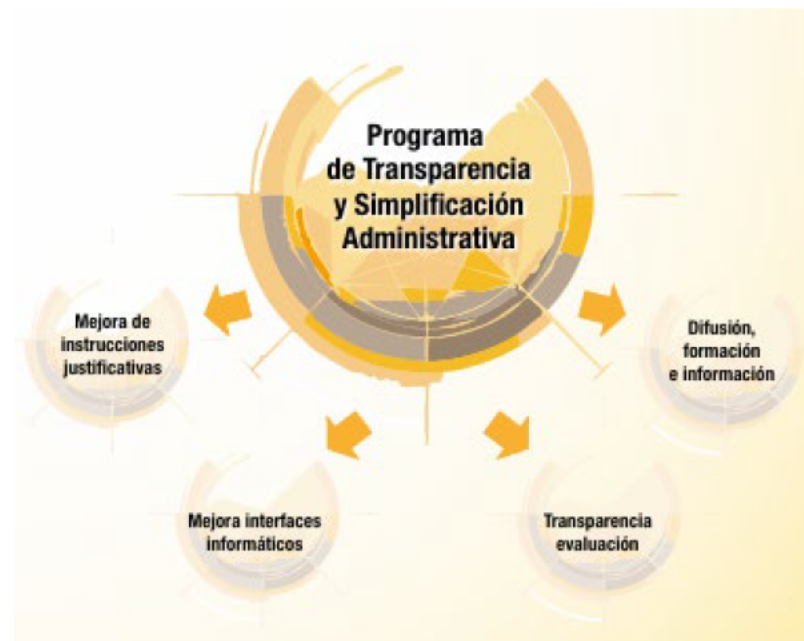 Programa
de Transparencia
y Simplificación
Administrativa
Mejora de
instrucciones
justificativas
Difusión,
formación
e información
Mejora interfaces
informáticos
Transparencia
evaluación